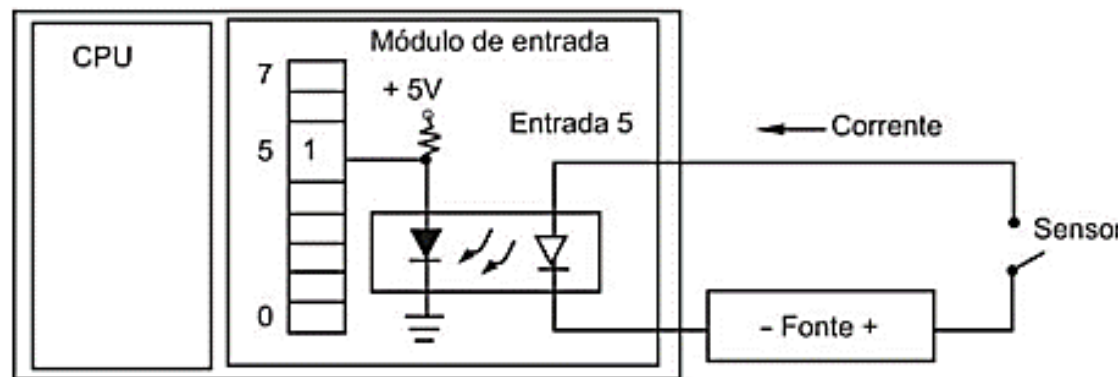 CPU
Módulo de entrada
7
+ 5V
Entrada 5
Corrente
5
1
Sensor
0
- Fonte +